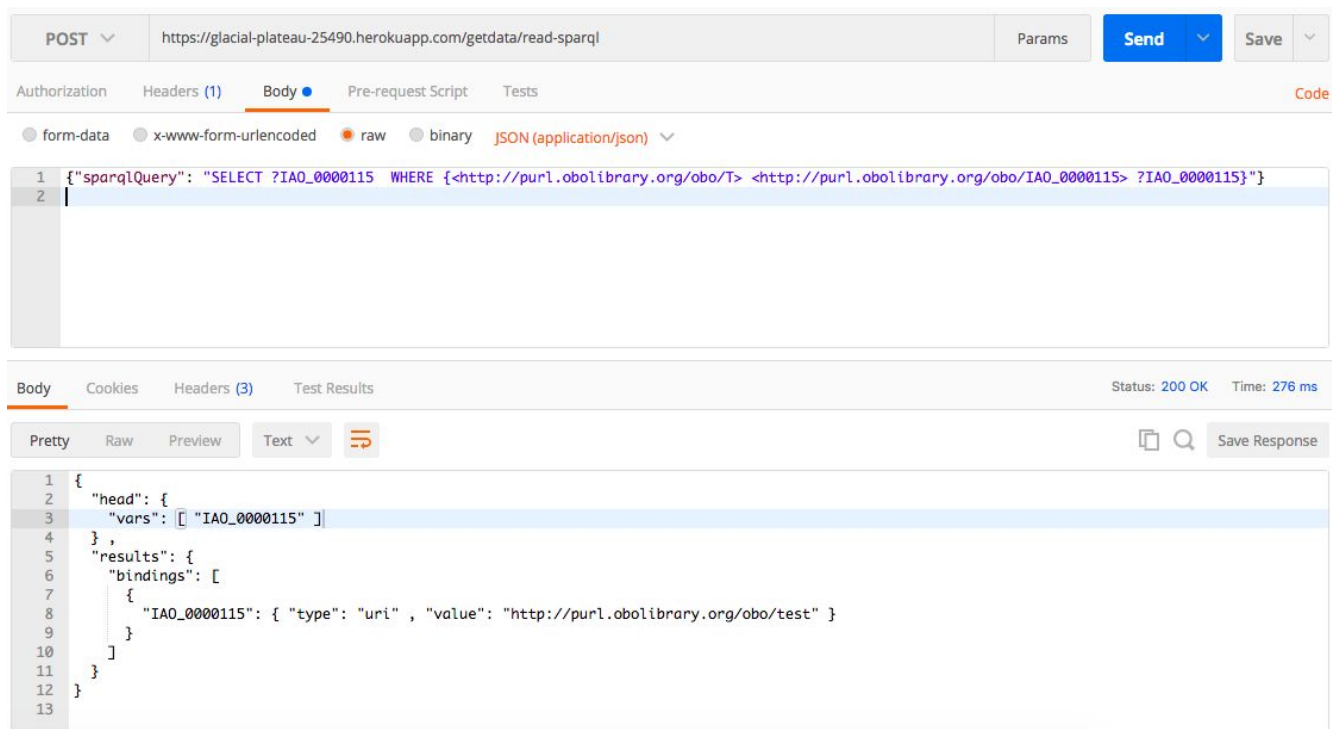 POST https://glacial-plateau-25490.herokuapp.com/getdata/read-sparql Params Send Save
Authorization Headers (1) Body Pre-request Script Tests Code
form-data x-www-form-urlencoded raw binary JSON (application/json)
1 {"sparqlQuery": "SELECT ?IAO_0000115  WHERE {<http://purl.obolibrary.org/obo/T> <http://purl.obolibrary.org/obo/IAO_0000115> ?IAO_0000115}"}
2
Body Cookies Headers (3) Test Results Status: 200 OK Time: 276 ms
Pretty Raw Preview Text Save Response
1 {
2   "head": {
3     "vars": [ "IAO_0000115" ]
4   } ,
5   "results": {
6     "bindings": [
7       {
8         "IAO_0000115": { "type": "uri" , "value": "http://purl.obolibrary.org/obo/test" }
9       }
10     ]
11   }
12 }
13